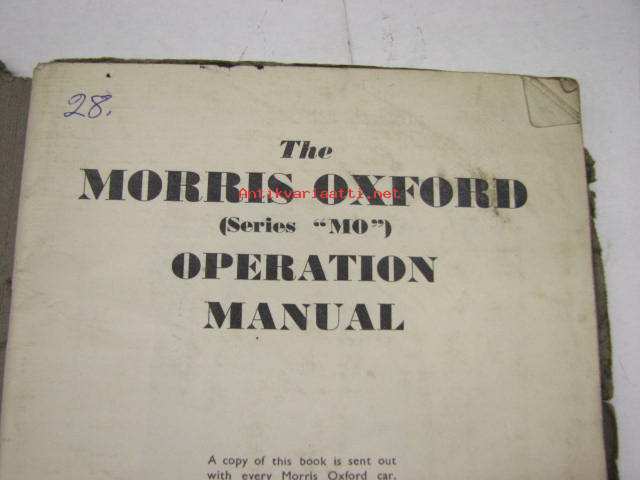 28.
The
MORRIS OXFORD
Antikvariaatti.net
(Series “MO”)
OPERATION
MANUAL
A copy of this book is sent out
with every Morris Oxford car.